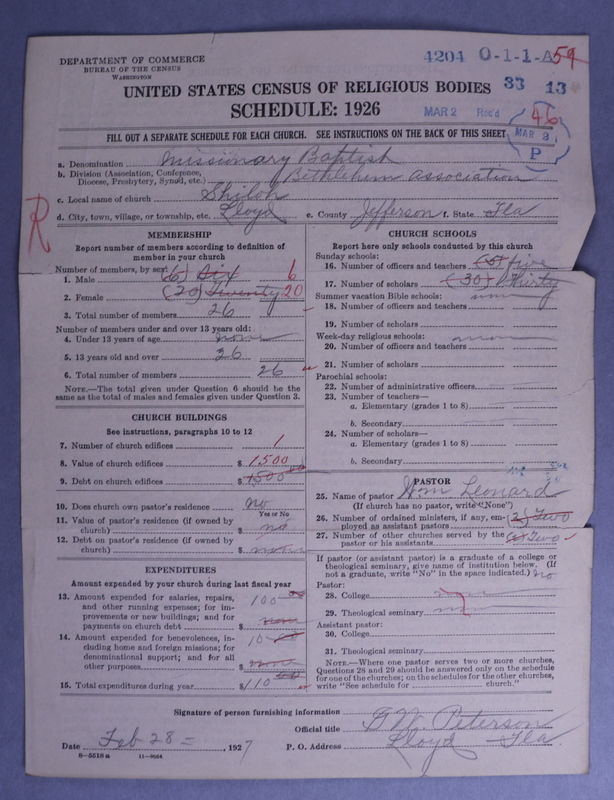 DEPARTMENT OF COMMERCE
BUREAU OF THE CENSUS
WASHINGTON
4204 0-1-1-A 59
UNITED STATES CENSUS OF RELIGIOUS BODIES 33 13
SCHEDULE: 1926
MAR 2 Rec'd
46
MAR 3
P
FILL OUT A SEPARATE SCHEDULE FOR EACH CHURCH. SEE INSTRUCTIONS ON THE BACK OF THIS SHEET
a. Denomination Missionary Baptist
b. Division (Association, Conference, Diocese, Presbytery, Synod, etc.) Bethlehem association
c. Local name of church Shiloh
d. City, town, village, or township, etc. Lloyd e. County Jefferson f. State Fla
R
MEMBERSHIP
Report number of members according to definition of
member in your church
Number of members, by sex:
1. Male (6) Six 6
2. Female (20) Twenty 20
3. Total number of members 26
Number of members under and over 13 years old:
4. Under 13 years of age none
5. 13 years old and over 26
6. Total number of members 26
NOTE.—The total given under Question 6 should be the
same as the total of males and females given under Question 3.
CHURCH BUILDINGS
See instructions, paragraphs 10 to 12
7. Number of church edifices 1
8. Value of church edifices $ 1500
9. Debt on church edifices $ 1500 00
10. Does church own pastor's residence no
Yes or No
11. Value of pastor's residence (if owned by
church) $ no
12. Debt on pastor's residence (if owned by
church) $ none
EXPENDITURES
Amount expended by your church during last fiscal year
13. Amount expended for salaries, repairs,
and other running expenses; for im-
provements or new buildings; and for
payments on church debt $ 100 00
none
14. Amount expended for benevolences, in-
cluding home and foreign missions; for
denominational support; and for all
other purposes $ 10
none
15. Total expenditures during year $ 110 00
CHURCH SCHOOLS
Report here only schools conducted by this church
Sunday schools:
16. Number of officers and teachers (5) five
17. Number of scholars (30) Thirty
Summer vacation Bible schools: none
18. Number of officers and teachers
19. Number of scholars
Week-day religious schools: none
20. Number of officers and teachers
21. Number of scholars
Parochial schools:
22. Number of administrative officers
23. Number of teachers—
a. Elementary (grades 1 to 8)
b. Secondary
24. Number of scholars—
a. Elementary (grades 1 to 8)
b. Secondary
PASTOR
25. Name of pastor Wm Leonard
(If church has no pastor, write "None")
26. Number of ordained ministers, if any, em-
ployed as assistant pastors (2) Two
27. Number of other churches served by the
pastor or his assistants Two
If pastor (or assistant pastor) is a graduate of a college or
theological seminary, give name of institution below. (If
not a graduate, write "No" in the space indicated.) no
Pastor:
28. College
29. Theological seminary
Assistant pastor:
30. College
31. Theological seminary
NOTE.—Where one pastor serves two or more churches,
Questions 28 and 29 should be answered only on the schedule
for one of the churches; on the schedules for the other churches,
write "See schedule for church."
Signature of person furnishing information G W. Peterson
Official title
Date Feb 28 , 1927 P. O. Address Lloyd Fla
8-5518 a 11-9564